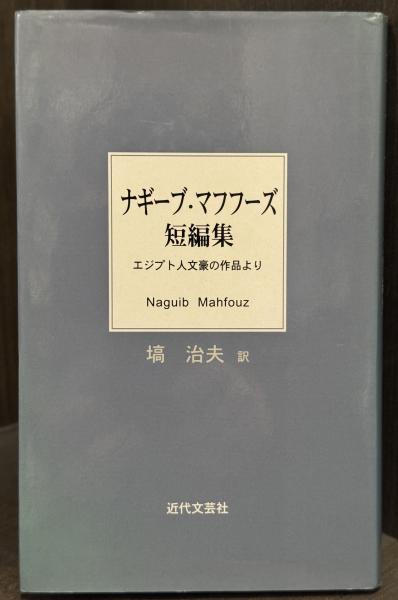 ナギーブ・マフフーズ
短編集
エジプト人文豪の作品より
Naguib Mahfouz
塙 治夫 訳
近代文芸社